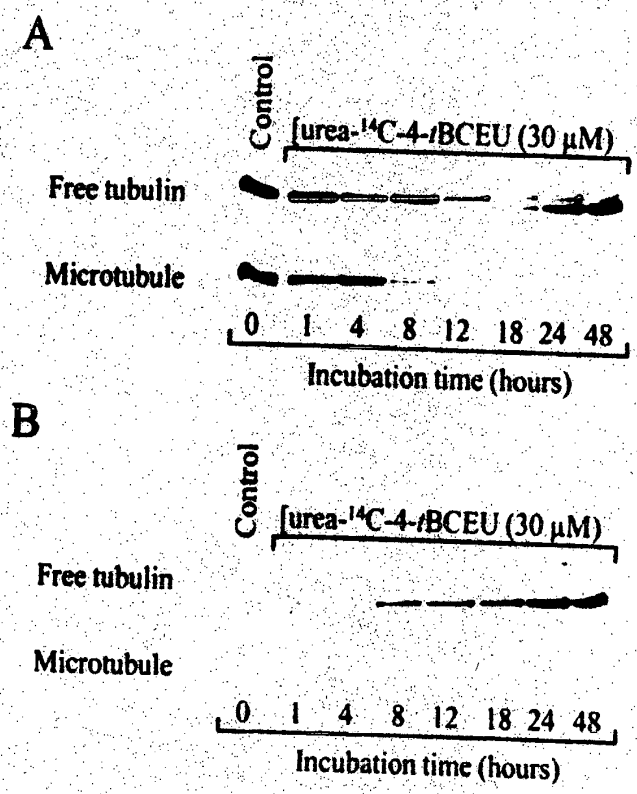 A
Control
[urea-¹⁴C-4-tBCEU (30 µM)
Free tubulin
Microtubule
0 1 4 8 12 18 24 48
Incubation time (hours)
B
Control
[urea-¹⁴C-4-tBCEU (30 µM)
Free tubulin
Microtubule
0 1 4 8 12 18 24 48
Incubation time (hours)